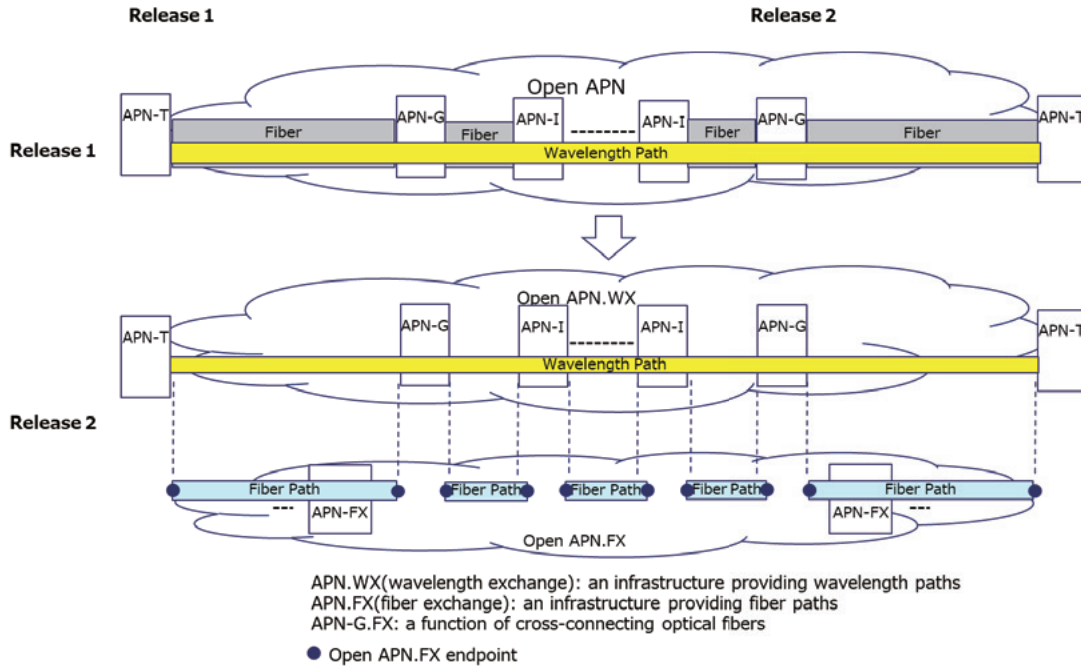 Release 1
Release 2
Open APN
APN-T
APN-G
APN-I
APN-I
APN-G
APN-T
Fiber
Fiber
Fiber
Fiber
Release 1
Wavelength Path
Open APN.WX
APN-T
APN-G
APN-I
APN-I
APN-G
APN-T
Wavelength Path
Release 2
Fiber Path
Fiber Path
Fiber Path
Fiber Path
Fiber Path
APN-FX
APN-FX
Open APN.FX
APN.WX(wavelength exchange): an infrastructure providing wavelength paths
APN.FX(fiber exchange): an infrastructure providing fiber paths
APN-G.FX: a function of cross-connecting optical fibers
Open APN.FX endpoint